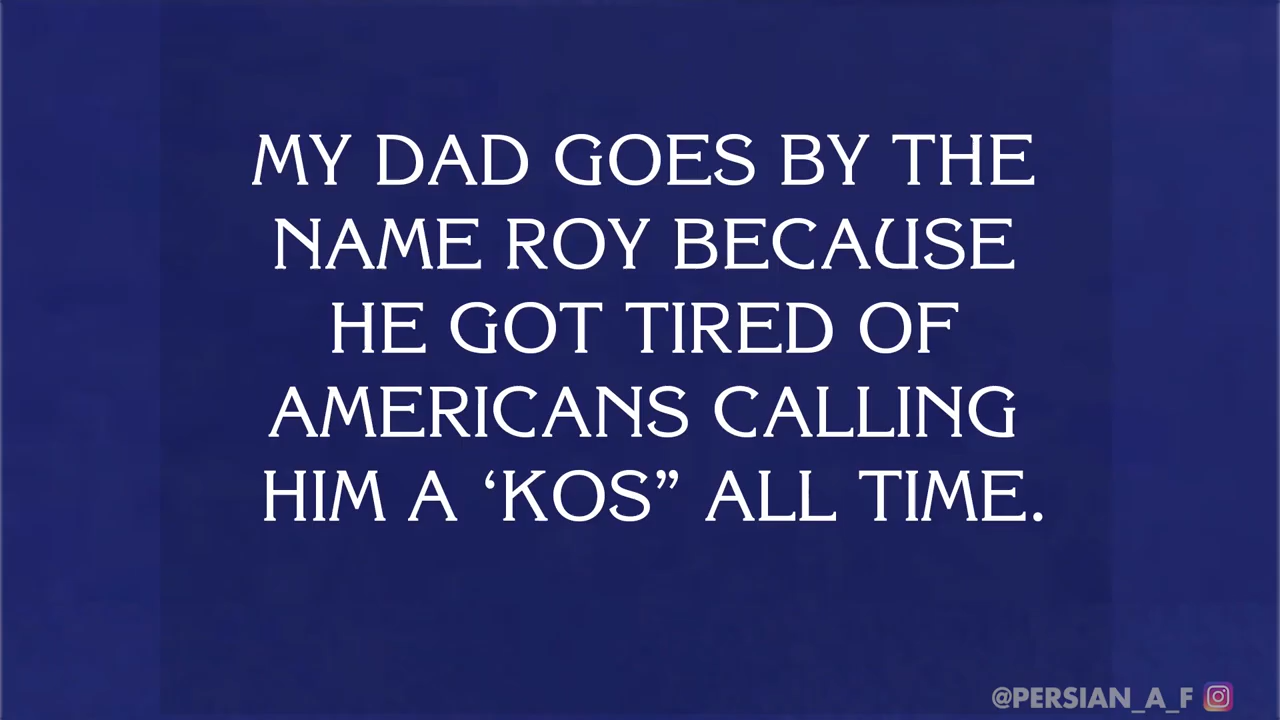 MY DAD GOES BY THE
NAME ROY BECAUSE
HE GOT TIRED OF
AMERICANS CALLING
HIM A ‘KOS” ALL TIME.
@PERSIAN_A_F